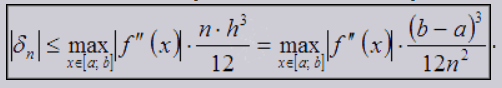 |δₙ| ≤ max_{x∈[a; b]} |f″(x)| · (n · h³)/12 = max_{x∈[a; b]} |f″(x)| · (b − a)³/(12n²).